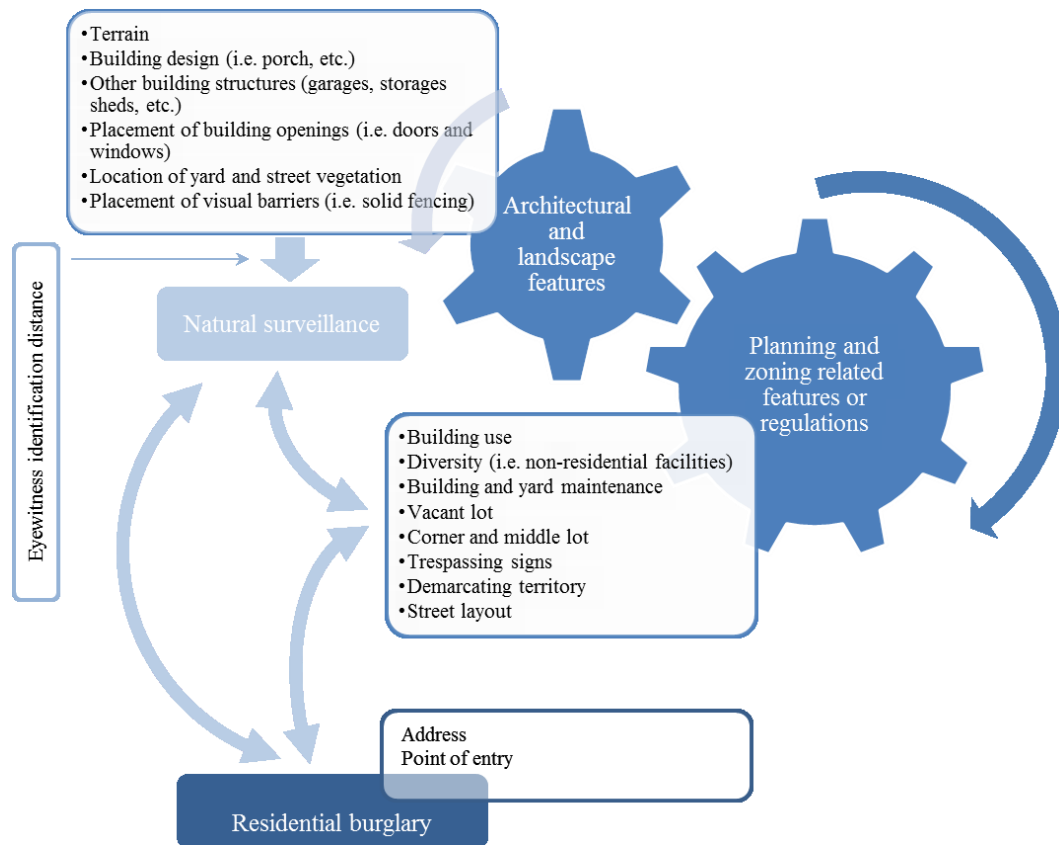 •Terrain
•Building design (i.e. porch, etc.)
•Other building structures (garages, storages
sheds, etc.)
•Placement of building openings (i.e. doors and
windows)
•Location of yard and street vegetation
•Placement of visual barriers (i.e. solid fencing)
Architectural
and
landscape
features
Eyewitness identification distance
Natural surveillance
Planning and
zoning related
features or
regulations
•Building use
•Diversity (i.e. non-residential facilities)
•Building and yard maintenance
•Vacant lot
•Corner and middle lot
•Trespassing signs
•Demarcating territory
•Street layout
Address
Point of entry
Residential burglary